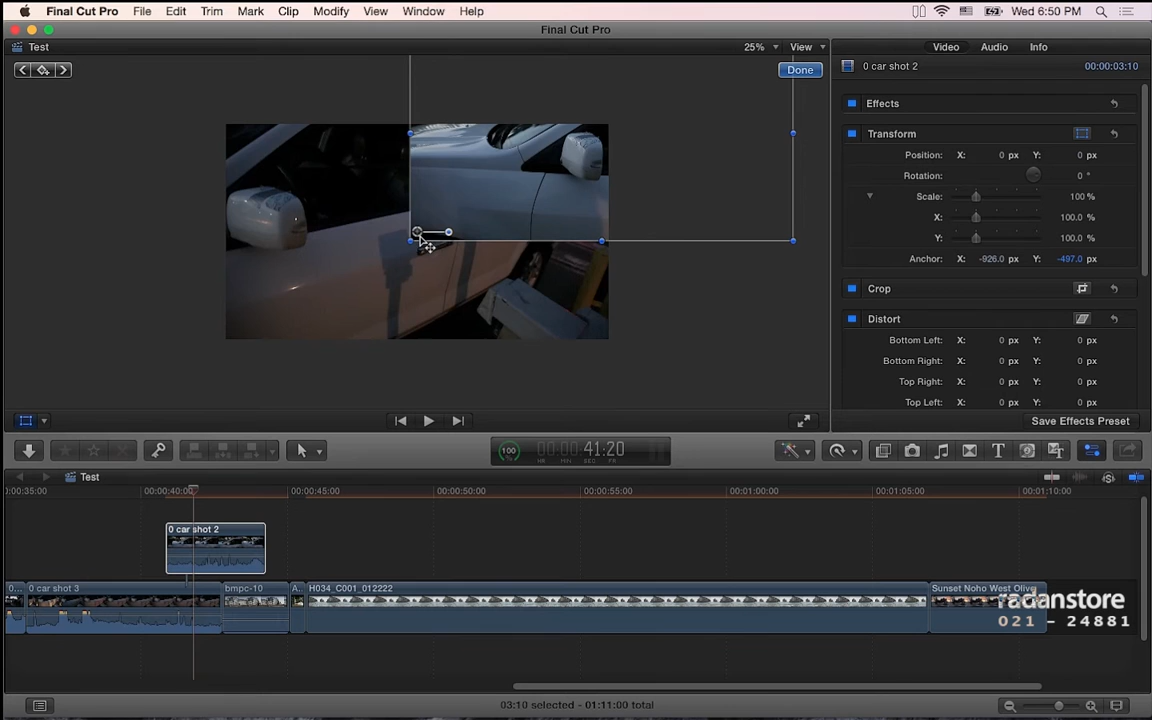 Final Cut Pro File Edit Trim Mark Clip Modify View Window Help Wed 6:50 PM
Final Cut Pro
Test 25% View Video Audio Info
Done
0 car shot 2 00:00:03:10
Effects
Transform
Position: X: 0 px Y: 0 px
Rotation: 0 °
Scale: 100 %
X: 100.0 %
Y: 100.0 %
Anchor: X: -926.0 px Y: -497.0 px
Crop
Distort
Bottom Left: X: 0 px Y: 0 px
Bottom Right: X: 0 px Y: 0 px
Top Right: X: 0 px Y: 0 px
Top Left: X: 0 px Y: 0 px
Save Effects Preset
100 00:00:41:20
HR MIN SEC FR
Test
0:00:35:00 00:00:40:00 00:00:45:00 00:00:50:00 00:00:55:00 00:01:00:00 00:01:05:00 00:01:10:00
0 car shot 2
0... 0 car shot 3 bmpc-10 A... H034_C001_012222 Sunset Noho West Olive
radanstore
021 - 24881
03:10 selected - 01:11:00 total